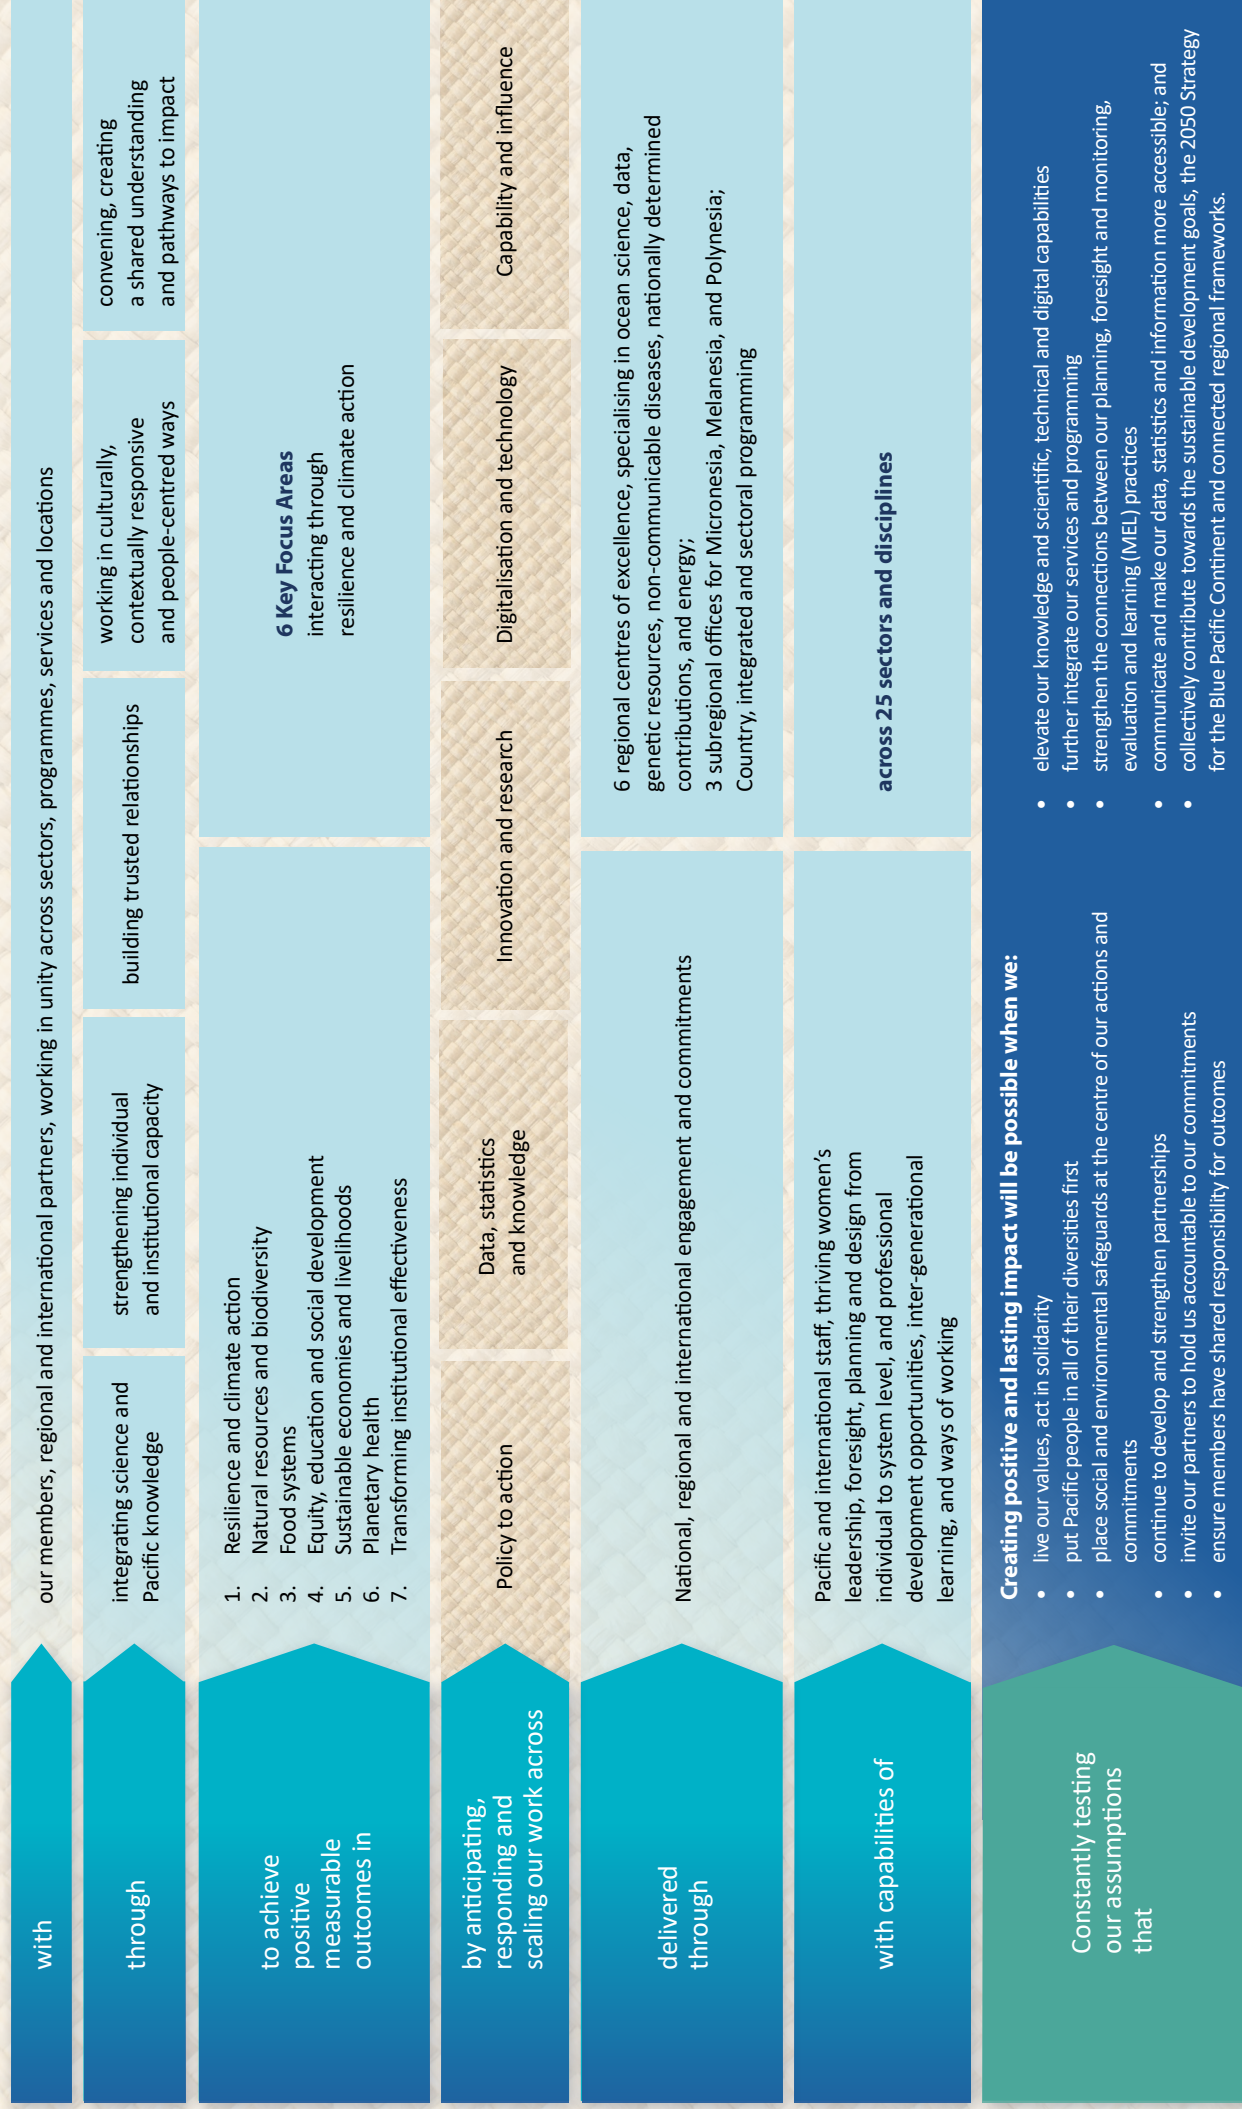 with
our members, regional and international partners, working in unity across sectors, programmes, services and locations
through
integrating science and
Pacific knowledge
strengthening individual
and institutional capacity
building trusted relationships
working in culturally,
contextually responsive
and people-centred ways
convening, creating
a shared understanding
and pathways to impact
to achieve
positive
measurable
outcomes in
1. Resilience and climate action
2. Natural resources and biodiversity
3. Food systems
4. Equity, education and social development
5. Sustainable economies and livelihoods
6. Planetary health
7. Transforming institutional effectiveness
6 Key Focus Areas
interacting through
resilience and climate action
by anticipating,
responding and
scaling our work across
Policy to action
Data, statistics
and knowledge
Innovation and research
Digitalisation and technology
Capability and influence
delivered
through
National, regional and international engagement and commitments
6 regional centres of excellence, specialising in ocean science, data,
genetic resources, non-communicable diseases, nationally determined
contributions, and energy;
3 subregional offices for Micronesia, Melanesia, and Polynesia;
Country, integrated and sectoral programming
with capabilities of
Pacific and international staff, thriving women's
leadership, foresight, planning and design from
individual to system level, and professional
development opportunities, inter-generational
learning, and ways of working
across 25 sectors and disciplines
Constantly testing
our assumptions
that
Creating positive and lasting impact will be possible when we:
• live our values, act in solidarity
• put Pacific people in all of their diversities first
• place social and environmental safeguards at the centre of our actions and
commitments
• continue to develop and strengthen partnerships
• invite our partners to hold us accountable to our commitments
• ensure members have shared responsibility for outcomes
• elevate our knowledge and scientific, technical and digital capabilities
• further integrate our services and programming
• strengthen the connections between our planning, foresight and monitoring,
evaluation and learning (MEL) practices
• communicate and make our data, statistics and information more accessible; and
• collectively contribute towards the sustainable development goals, the 2050 Strategy
for the Blue Pacific Continent and connected regional frameworks.